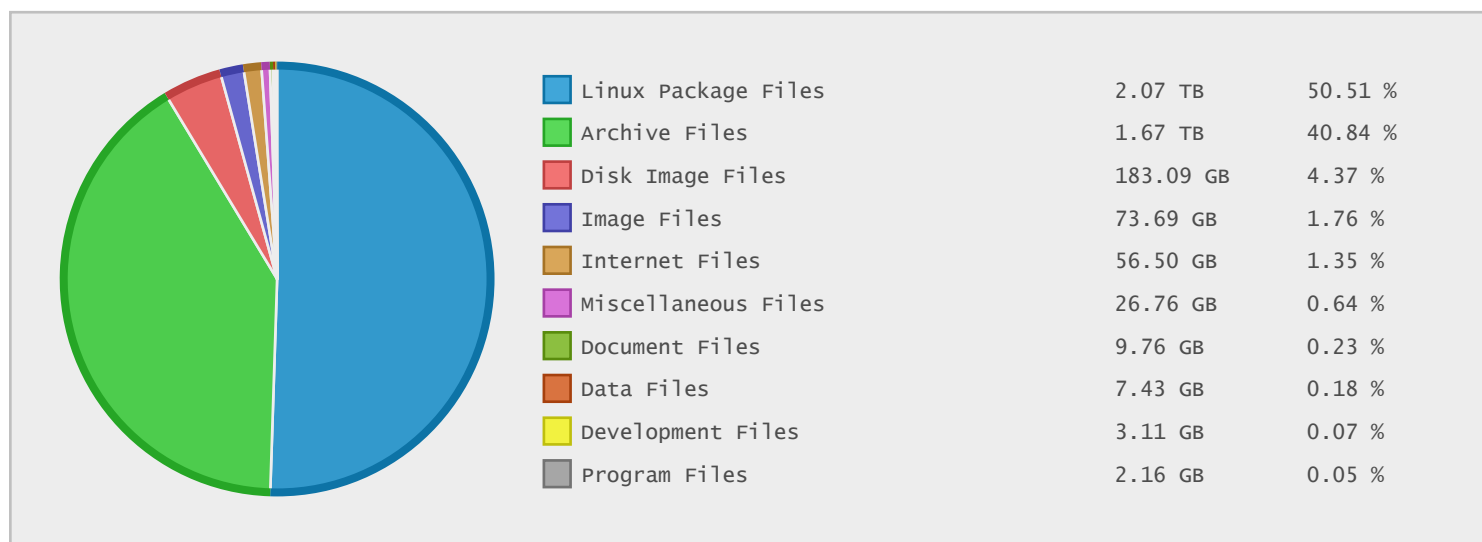 Linux Package Files 2.07 TB 50.51 %
Archive Files 1.67 TB 40.84 %
Disk Image Files 183.09 GB 4.37 %
Image Files 73.69 GB 1.76 %
Internet Files 56.50 GB 1.35 %
Miscellaneous Files 26.76 GB 0.64 %
Document Files 9.76 GB 0.23 %
Data Files 7.43 GB 0.18 %
Development Files 3.11 GB 0.07 %
Program Files 2.16 GB 0.05 %